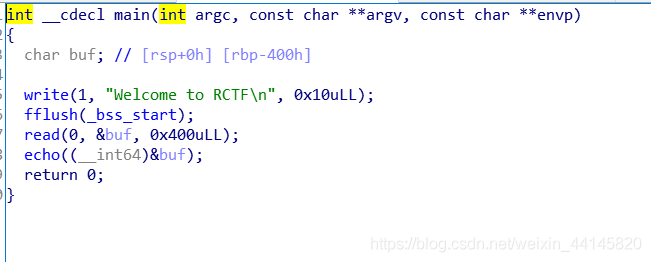 int __cdecl main(int argc, const char **argv, const char **envp)
{
  char buf; // [rsp+0h] [rbp-400h]
  write(1, "Welcome to RCTF\n", 0x10uLL);
  fflush(_bss_start);
  read(0, &buf, 0x400uLL);
  echo((__int64)&buf);
  return 0;
}
https://blog.csdn.net/weixin_44145820